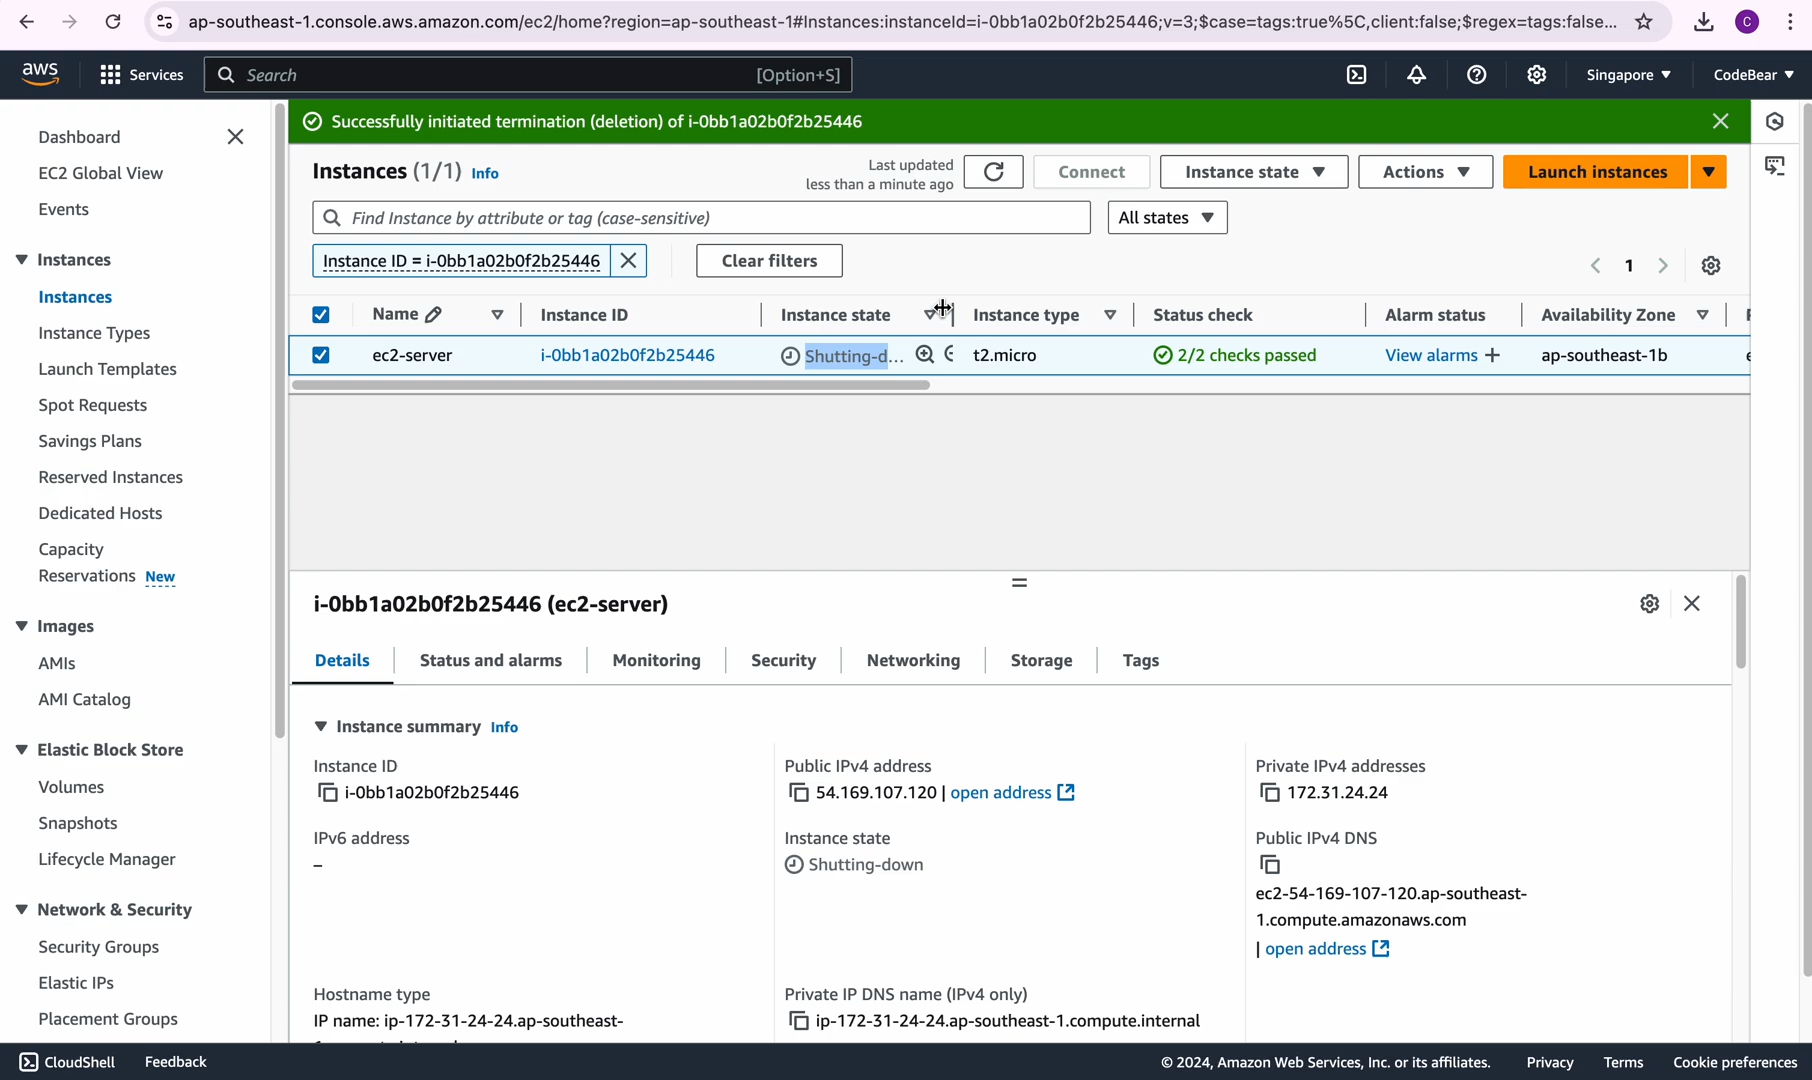 ap-southeast-1.console.aws.amazon.com/ec2/home?region=ap-southeast-1#Instances:instanceId=i-0bb1a02b0f2b25446;v=3;$case=tags:true%5C,client:false;$regex=tags:false...
C
aws
Services
Search
[Option+S]
Singapore
CodeBear
Dashboard
EC2 Global View
Events
Instances
Instances
Instance Types
Launch Templates
Spot Requests
Savings Plans
Reserved Instances
Dedicated Hosts
Capacity
Reservations New
Images
AMIs
AMI Catalog
Elastic Block Store
Volumes
Snapshots
Lifecycle Manager
Network & Security
Security Groups
Elastic IPs
Placement Groups
Successfully initiated termination (deletion) of i-0bb1a02b0f2b25446
Instances (1/1) Info
Last updated
less than a minute ago
Connect
Instance state
Actions
Launch instances
Find Instance by attribute or tag (case-sensitive)
All states
Instance ID = i-0bb1a02b0f2b25446
Clear filters
1
Name Instance ID Instance state Instance type Status check Alarm status Availability Zone
ec2-server i-0bb1a02b0f2b25446 Shutting-d... t2.micro 2/2 checks passed View alarms + ap-southeast-1b
i-0bb1a02b0f2b25446 (ec2-server)
Details Status and alarms Monitoring Security Networking Storage Tags
Instance summary Info
Instance ID
i-0bb1a02b0f2b25446
Public IPv4 address
54.169.107.120 | open address
Private IPv4 addresses
172.31.24.24
IPv6 address
–
Instance state
Shutting-down
Public IPv4 DNS
ec2-54-169-107-120.ap-southeast-
1.compute.amazonaws.com
| open address
Hostname type
IP name: ip-172-31-24-24.ap-southeast-
Private IP DNS name (IPv4 only)
ip-172-31-24-24.ap-southeast-1.compute.internal
CloudShell
Feedback
© 2024, Amazon Web Services, Inc. or its affiliates.
Privacy
Terms
Cookie preferences